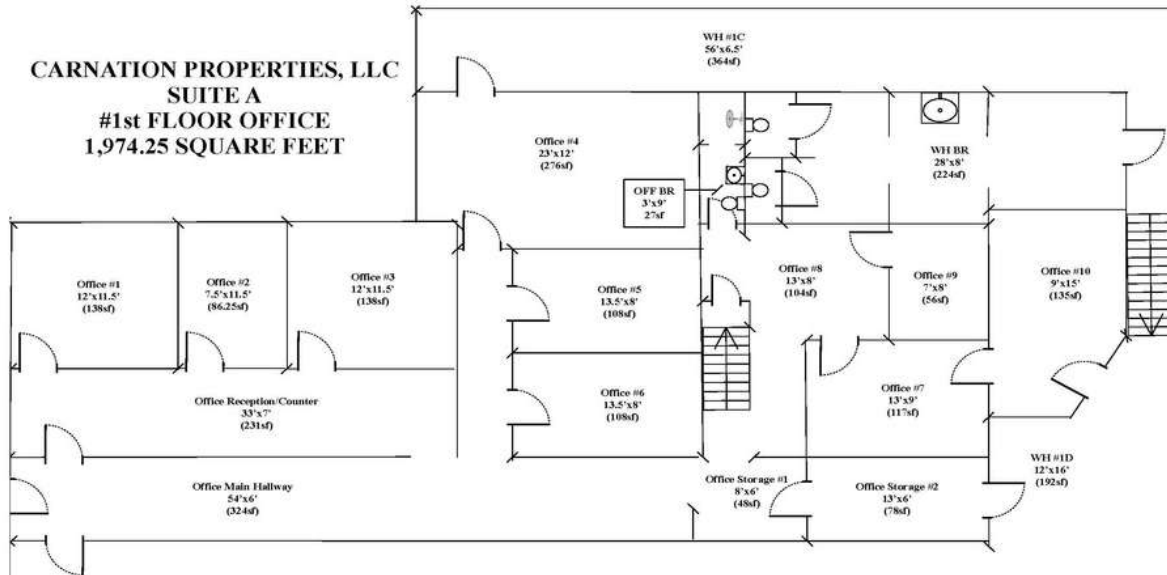 CARNATION PROPERTIES, LLC
SUITE A
#1st FLOOR OFFICE
1,974.25 SQUARE FEET
WH #1C
56'x6.5'
(364sf)
Office #4
23'x12'
(276sf)
WH BR
28'x8'
(224sf)
OFF BR
3'x9'
27sf
Office #1
12'x11.5'
(138sf)
Office #2
7.5'x11.5'
(86.25sf)
Office #3
12'x11.5'
(138sf)
Office #5
13.5'x8'
(108sf)
Office #8
13'x8'
(104sf)
Office #9
7'x8'
(56sf)
Office #10
9'x15'
(135sf)
Office #6
13.5'x8'
(108sf)
Office #7
13'x9'
(117sf)
Office Reception/Counter
33'x7'
(231sf)
WH #1D
12'x16'
(192sf)
Office Main Hallway
54'x6'
(324sf)
Office Storage #1
8'x6'
(48sf)
Office Storage #2
13'x6'
(78sf)